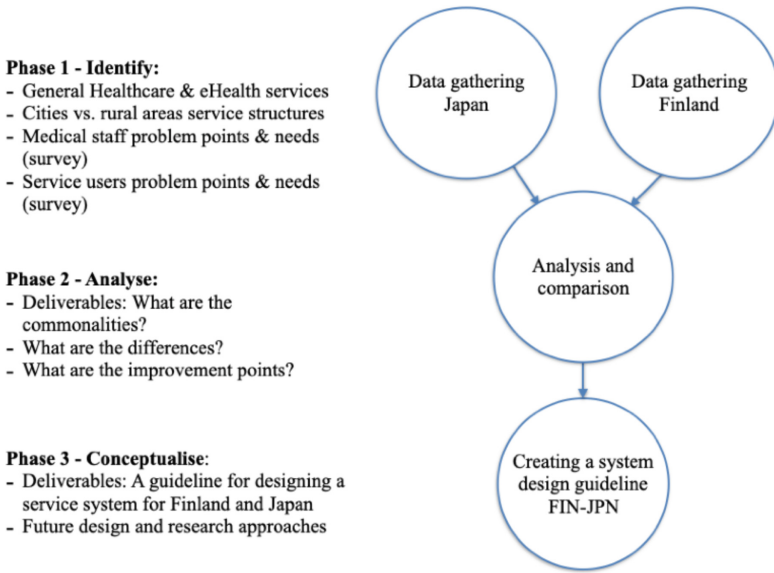 Phase 1 - Identify:
- General Healthcare & eHealth services
- Cities vs. rural areas service structures
- Medical staff problem points & needs
(survey)
- Service users problem points & needs
(survey)
Data gathering
Japan
Data gathering
Finland
Phase 2 - Analyse:
- Deliverables: What are the
commonalities?
- What are the differences?
- What are the improvement points?
Analysis and
comparison
Phase 3 - Conceptualise:
- Deliverables: A guideline for designing a
service system for Finland and Japan
- Future design and research approaches
Creating a system
design guideline
FIN-JPN